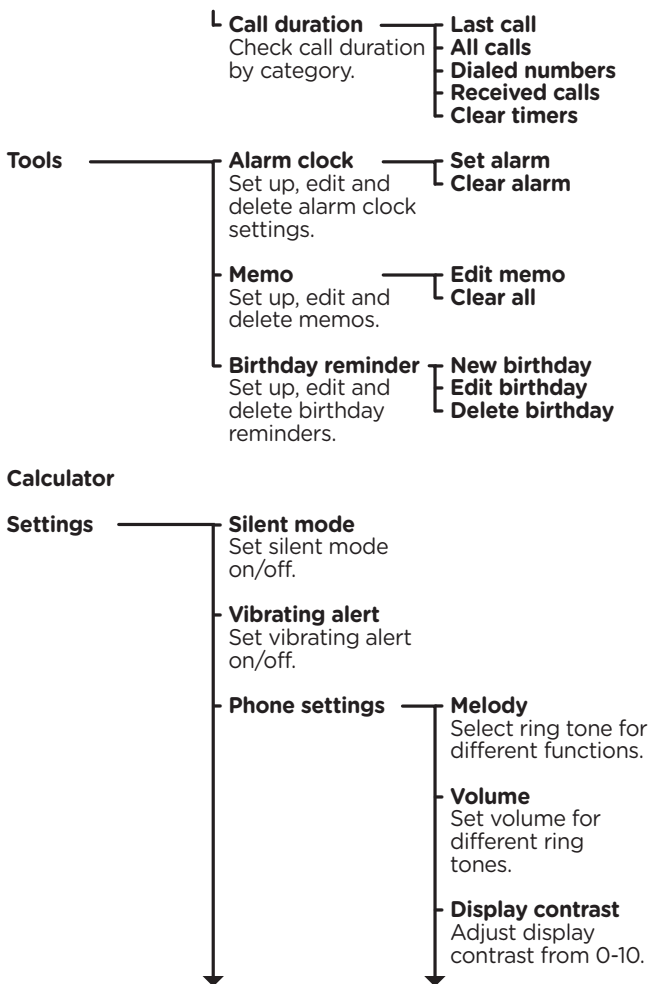 Call duration
Check call duration
by category.
Last call
All calls
Dialed numbers
Received calls
Clear timers
Tools
Alarm clock
Set up, edit and
delete alarm clock
settings.
Set alarm
Clear alarm
Memo
Set up, edit and
delete memos.
Edit memo
Clear all
Birthday reminder
Set up, edit and
delete birthday
reminders.
New birthday
Edit birthday
Delete birthday
Calculator
Settings
Silent mode
Set silent mode
on/off.
Vibrating alert
Set vibrating alert
on/off.
Phone settings
Melody
Select ring tone for
different functions.
Volume
Set volume for
different ring
tones.
Display contrast
Adjust display
contrast from 0-10.